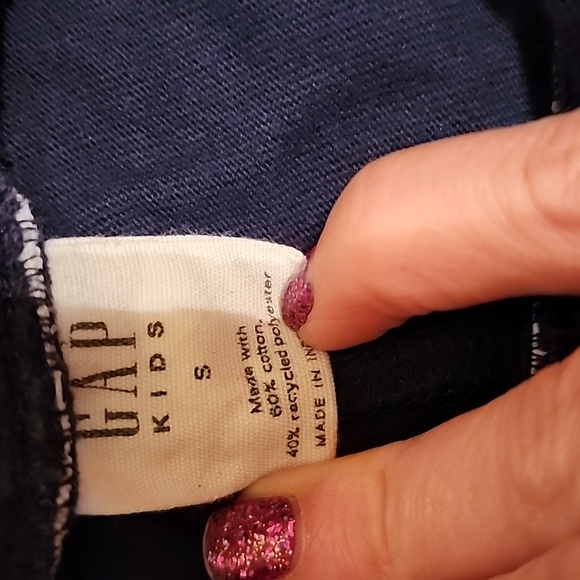 GAP
KIDS
S
Made with
60% cotton,
40% recycled polyester
MADE IN